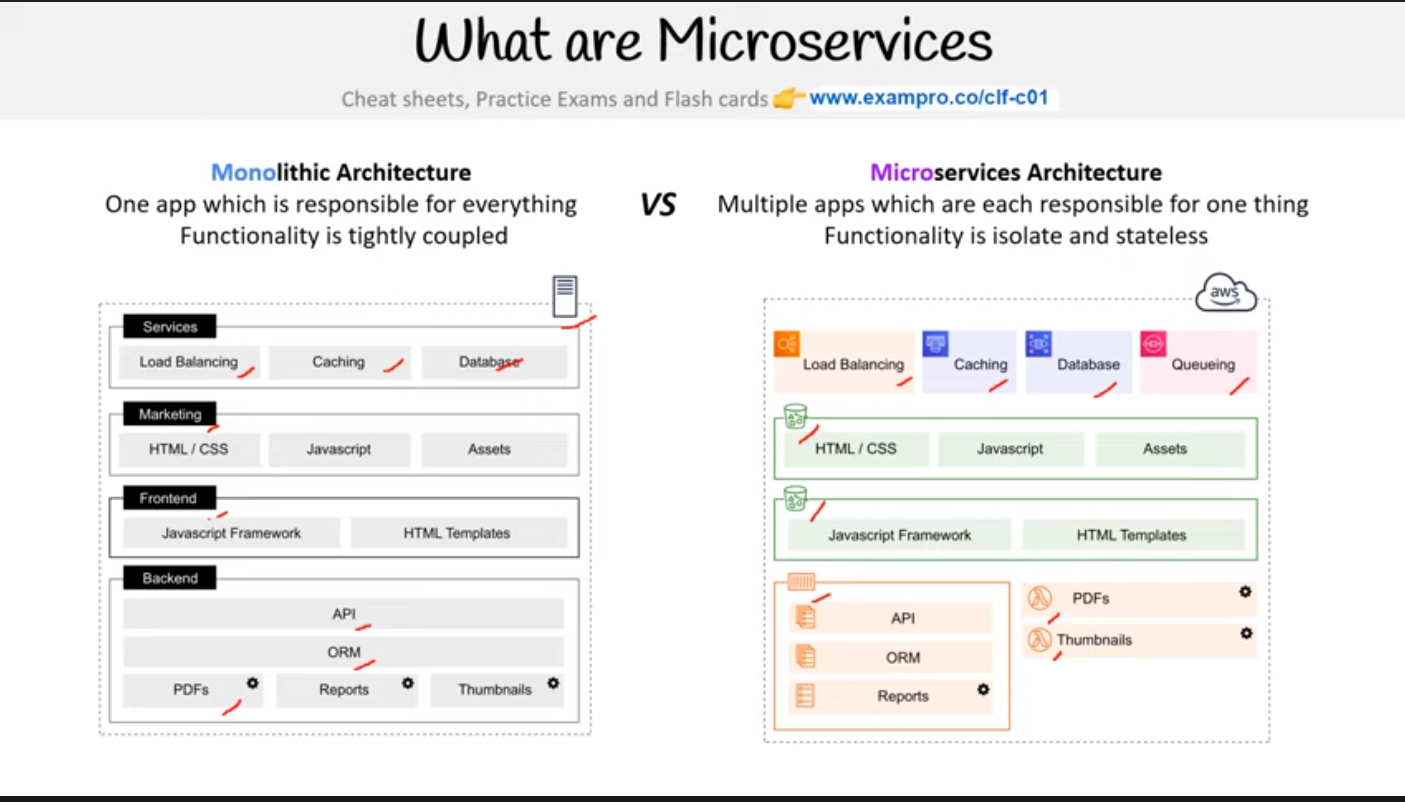 What are Microservices
Cheat sheets, Practice Exams and Flash cards 👉 www.exampro.co/clf-c01
Monolithic Architecture
One app which is responsible for everything
Functionality is tightly coupled
VS
Microservices Architecture
Multiple apps which are each responsible for one thing
Functionality is isolate and stateless
Services
Load Balancing
Caching
Database
Marketing
HTML / CSS
Javascript
Assets
Frontend
Javascript Framework
HTML Templates
Backend
API
ORM
PDFs
Reports
Thumbnails
aws
Load Balancing
Caching
Database
Queueing
HTML / CSS
Javascript
Assets
Javascript Framework
HTML Templates
API
ORM
Reports
PDFs
Thumbnails